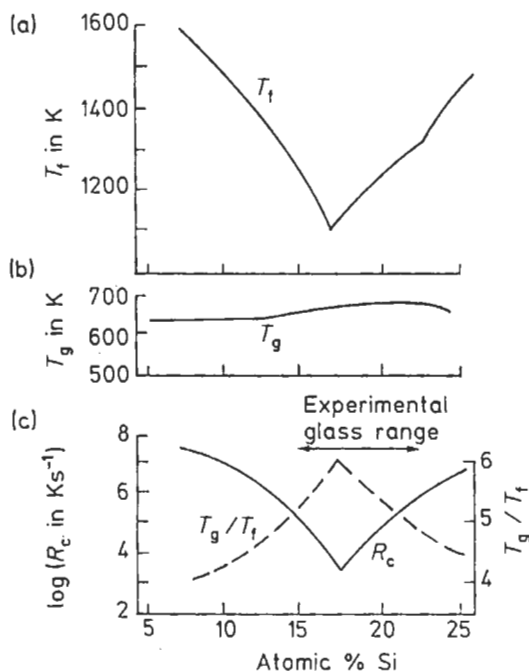 (a)
1600
1400
1200
T_f in K
T_f
(b)
700
600
500
T_g in K
T_g
(c)
Experimental
glass range
8
6
4
2
log (R_c in Ks⁻¹)
T_g / T_f
R_c
6
5
4
T_g / T_f
5 10 15 20 25
Atomic % Si